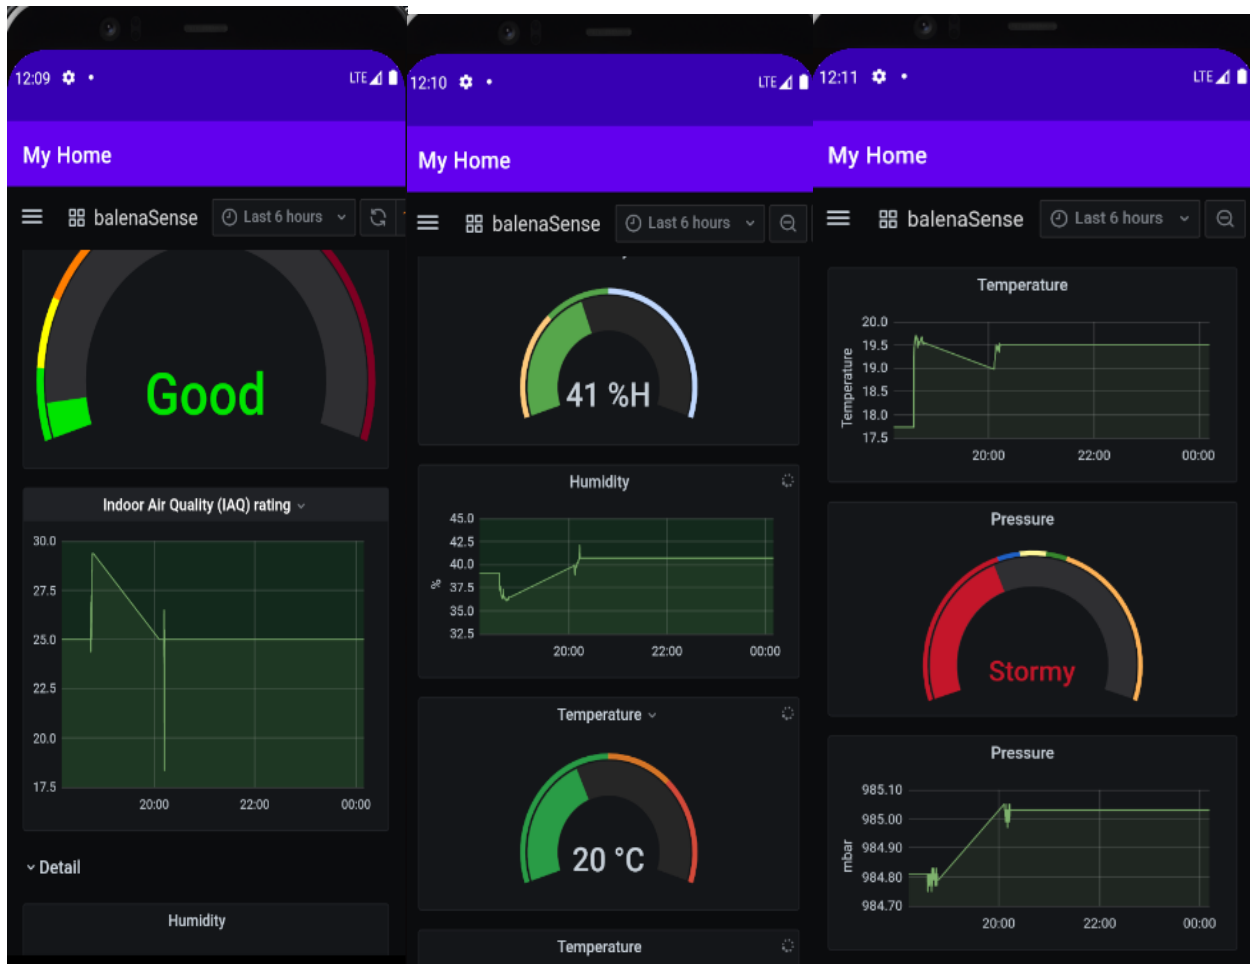 12:09
LTE
My Home
balenaSense
Last 6 hours
Good
Indoor Air Quality (IAQ) rating
30.0
27.5
25.0
22.5
20.0
17.5
20:00 22:00 00:00
Detail
Humidity
12:10
LTE
My Home
balenaSense
Last 6 hours
41 %H
Humidity
45.0
42.5
40.0
37.5
35.0
32.5
%
20:00 22:00 00:00
Temperature
20 °C
Temperature
12:11
LTE
My Home
balenaSense
Last 6 hours
Temperature
20.0
19.5
19.0
18.5
18.0
17.5
Temperature
20:00 22:00 00:00
Pressure
Stormy
Pressure
985.10
985.00
984.90
984.80
984.70
mbar
20:00 22:00 00:00